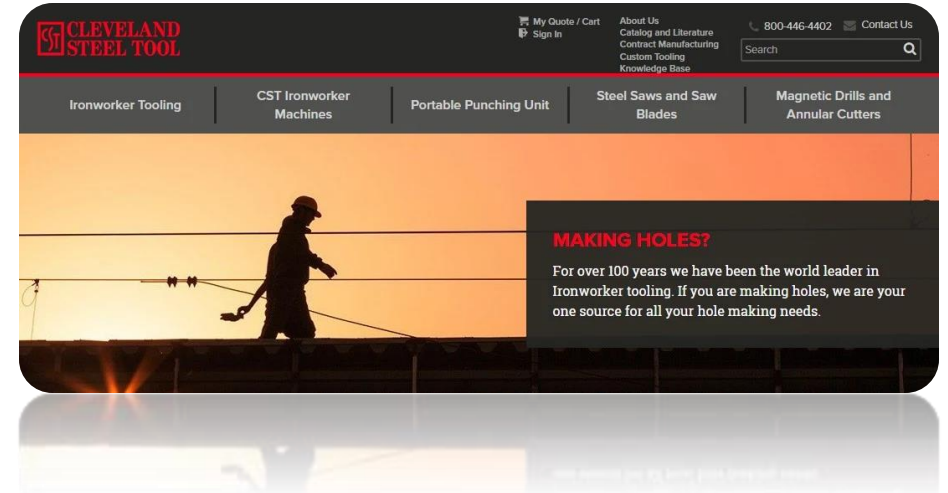 CST CLEVELAND
STEEL TOOL
My Quote / Cart
Sign In
About Us
Catalog and Literature
Contract Manufacturing
Custom Tooling
Knowledge Base
800-446-4402
Contact Us
Search
Ironworker Tooling
CST Ironworker
Machines
Portable Punching Unit
Steel Saws and Saw
Blades
Magnetic Drills and
Annular Cutters
MAKING HOLES?
For over 100 years we have been the world leader in
Ironworker tooling. If you are making holes, we are your
one source for all your hole making needs.